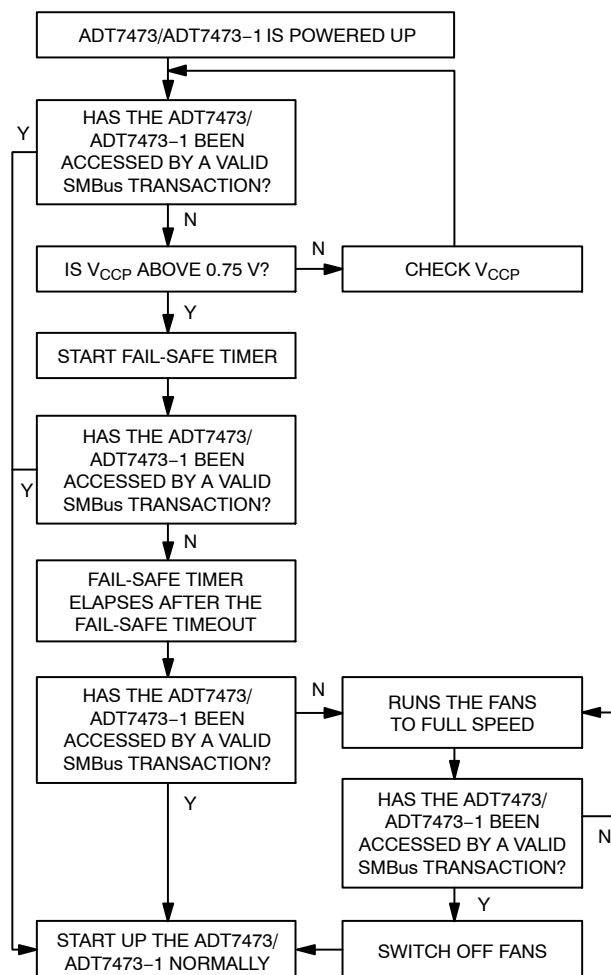 ADT7473/ADT7473−1 IS POWERED UP
HAS THE ADT7473/
ADT7473−1 BEEN
ACCESSED BY A VALID
SMBus TRANSACTION?
Y
N
IS VCCP ABOVE 0.75 V?
N
CHECK VCCP
Y
START FAIL-SAFE TIMER
HAS THE ADT7473/
ADT7473−1 BEEN
ACCESSED BY A VALID
SMBus TRANSACTION?
Y
N
FAIL-SAFE TIMER
ELAPSES AFTER THE
FAIL-SAFE TIMEOUT
HAS THE ADT7473/
ADT7473−1 BEEN
ACCESSED BY A VALID
SMBus TRANSACTION?
N
RUNS THE FANS
TO FULL SPEED
Y
HAS THE ADT7473/
ADT7473−1 BEEN
ACCESSED BY A VALID
SMBus TRANSACTION?
N
Y
START UP THE ADT7473/
ADT7473−1 NORMALLY
SWITCH OFF FANS